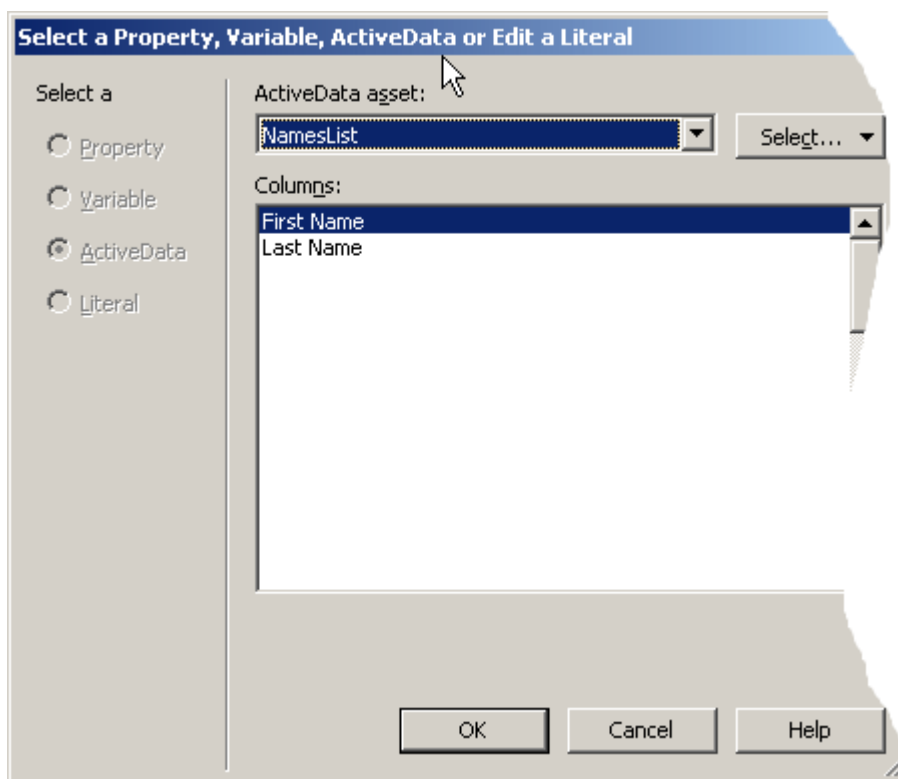 Select a Property, Variable, ActiveData or Edit a Literal
Select a
Property
Variable
ActiveData
Literal
ActiveData asset:
NamesList
Select...
Columns:
First Name
Last Name
OK
Cancel
Help